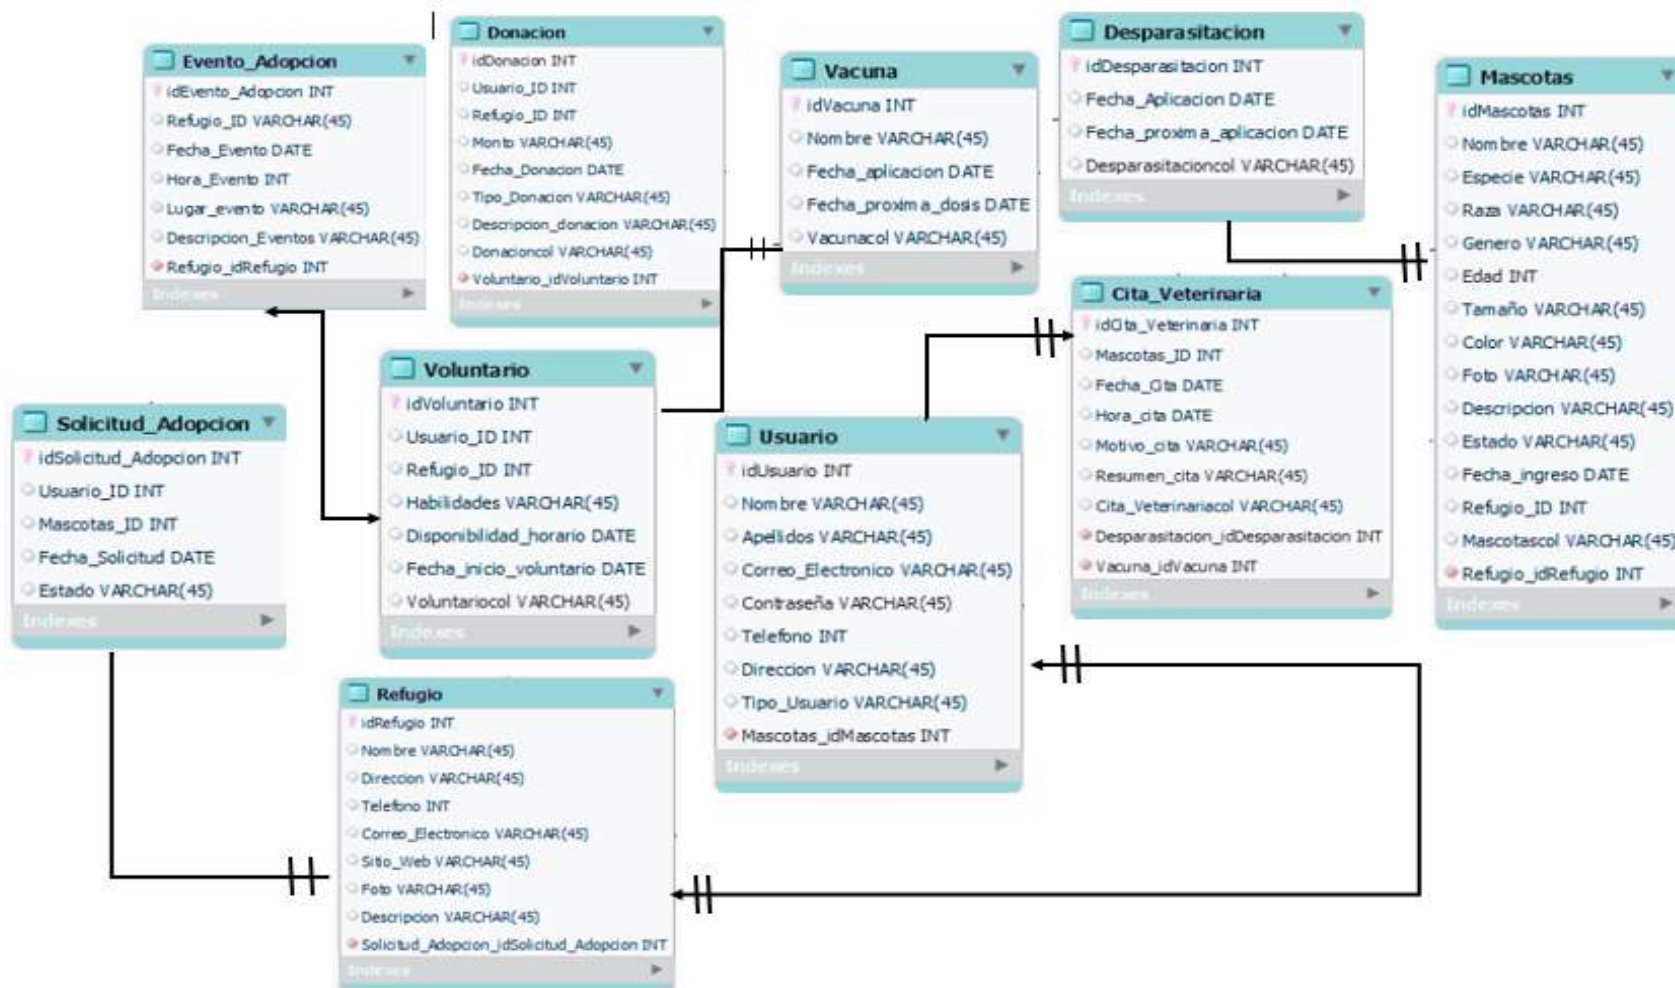 Evento_Adopcion
idEvento_Adopcion INT
Refugio_ID VARCHAR(45)
Fecha_Evento DATE
Hora_Evento INT
Lugar_evento VARCHAR(45)
Descripcion_Eventos VARCHAR(45)
Refugio_idRefugio INT
Indexes
Donacion
idDonacion INT
Usuario_ID INT
Refugio_ID INT
Monto VARCHAR(45)
Fecha_Donacion DATE
Tipo_Donacion VARCHAR(45)
Descripcion_donacion VARCHAR(45)
Donacioncol VARCHAR(45)
Voluntario_idVoluntario INT
Indexes
Vacuna
idVacuna INT
Nombre VARCHAR(45)
Fecha_aplicacion DATE
Fecha_proxima_dosis DATE
Vacunacol VARCHAR(45)
Indexes
Desparasitacion
idDesparasitacion INT
Fecha_Aplicacion DATE
Fecha_proxima_aplicacion DATE
Desparasitacioncol VARCHAR(45)
Indexes
Mascotas
idMascotas INT
Nombre VARCHAR(45)
Especie VARCHAR(45)
Raza VARCHAR(45)
Genero VARCHAR(45)
Edad INT
Tamaño VARCHAR(45)
Color VARCHAR(45)
Foto VARCHAR(45)
Descripcion VARCHAR(45)
Estado VARCHAR(45)
Fecha_ingreso DATE
Refugio_ID INT
Mascotascol VARCHAR(45)
Refugio_idRefugio INT
Indexes
Cita_Veterinaria
idCita_Veterinaria INT
Mascotas_ID INT
Fecha_Cita DATE
Hora_cita DATE
Motivo_cita VARCHAR(45)
Resumen_cita VARCHAR(45)
Cita_Veterinariacol VARCHAR(45)
Desparasitacion_idDesparasitacion INT
Vacuna_idVacuna INT
Indexes
Solicitud_Adopcion
idSolicitud_Adopcion INT
Usuario_ID INT
Mascotas_ID INT
Fecha_Solicitud DATE
Estado VARCHAR(45)
Indexes
Voluntario
idVoluntario INT
Usuario_ID INT
Refugio_ID INT
Habilidades VARCHAR(45)
Disponibilidad_horario DATE
Fecha_inicio_voluntario DATE
Voluntariocol VARCHAR(45)
Indexes
Usuario
idUsuario INT
Nombre VARCHAR(45)
Apellidos VARCHAR(45)
Correo_Electronico VARCHAR(45)
Contraseña VARCHAR(45)
Telefono INT
Direccion VARCHAR(45)
Tipo_Usuario VARCHAR(45)
Mascotas_idMascotas INT
Indexes
Refugio
idRefugio INT
Nombre VARCHAR(45)
Direccion VARCHAR(45)
Telefono INT
Correo_Electronico VARCHAR(45)
Sitio_Web VARCHAR(45)
Foto VARCHAR(45)
Descripcion VARCHAR(45)
Solicitud_Adopcion_idSolicitud_Adopcion INT
Indexes